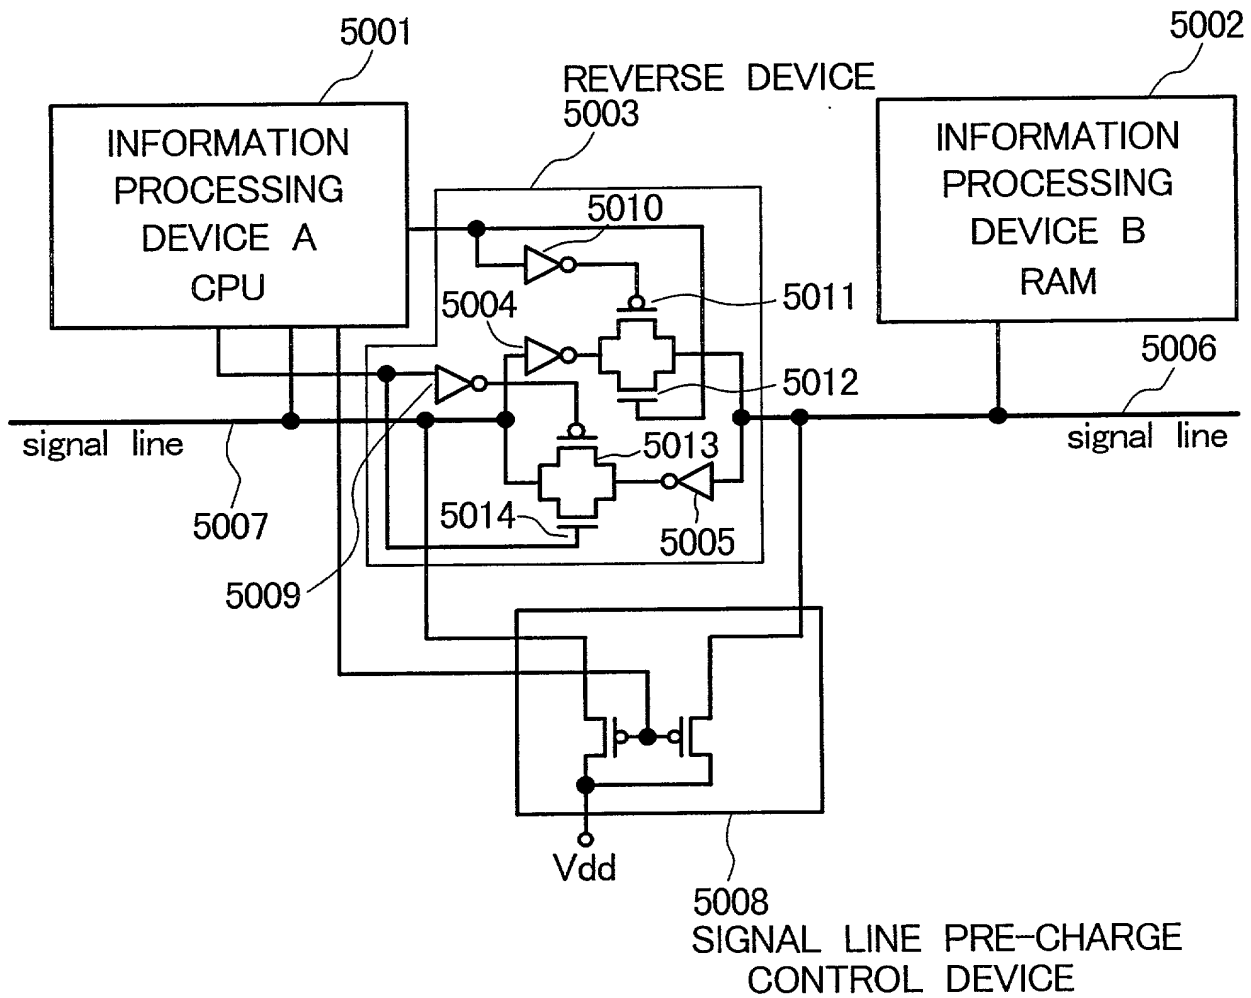 5001
5002
REVERSE DEVICE
5003
INFORMATION
PROCESSING
DEVICE A
CPU
INFORMATION
PROCESSING
DEVICE B
RAM
5010
5011
5004
5012
5006
signal line
signal line
5013
5007
5014
5005
5009
Vdd
5008
SIGNAL LINE PRE-CHARGE
CONTROL DEVICE